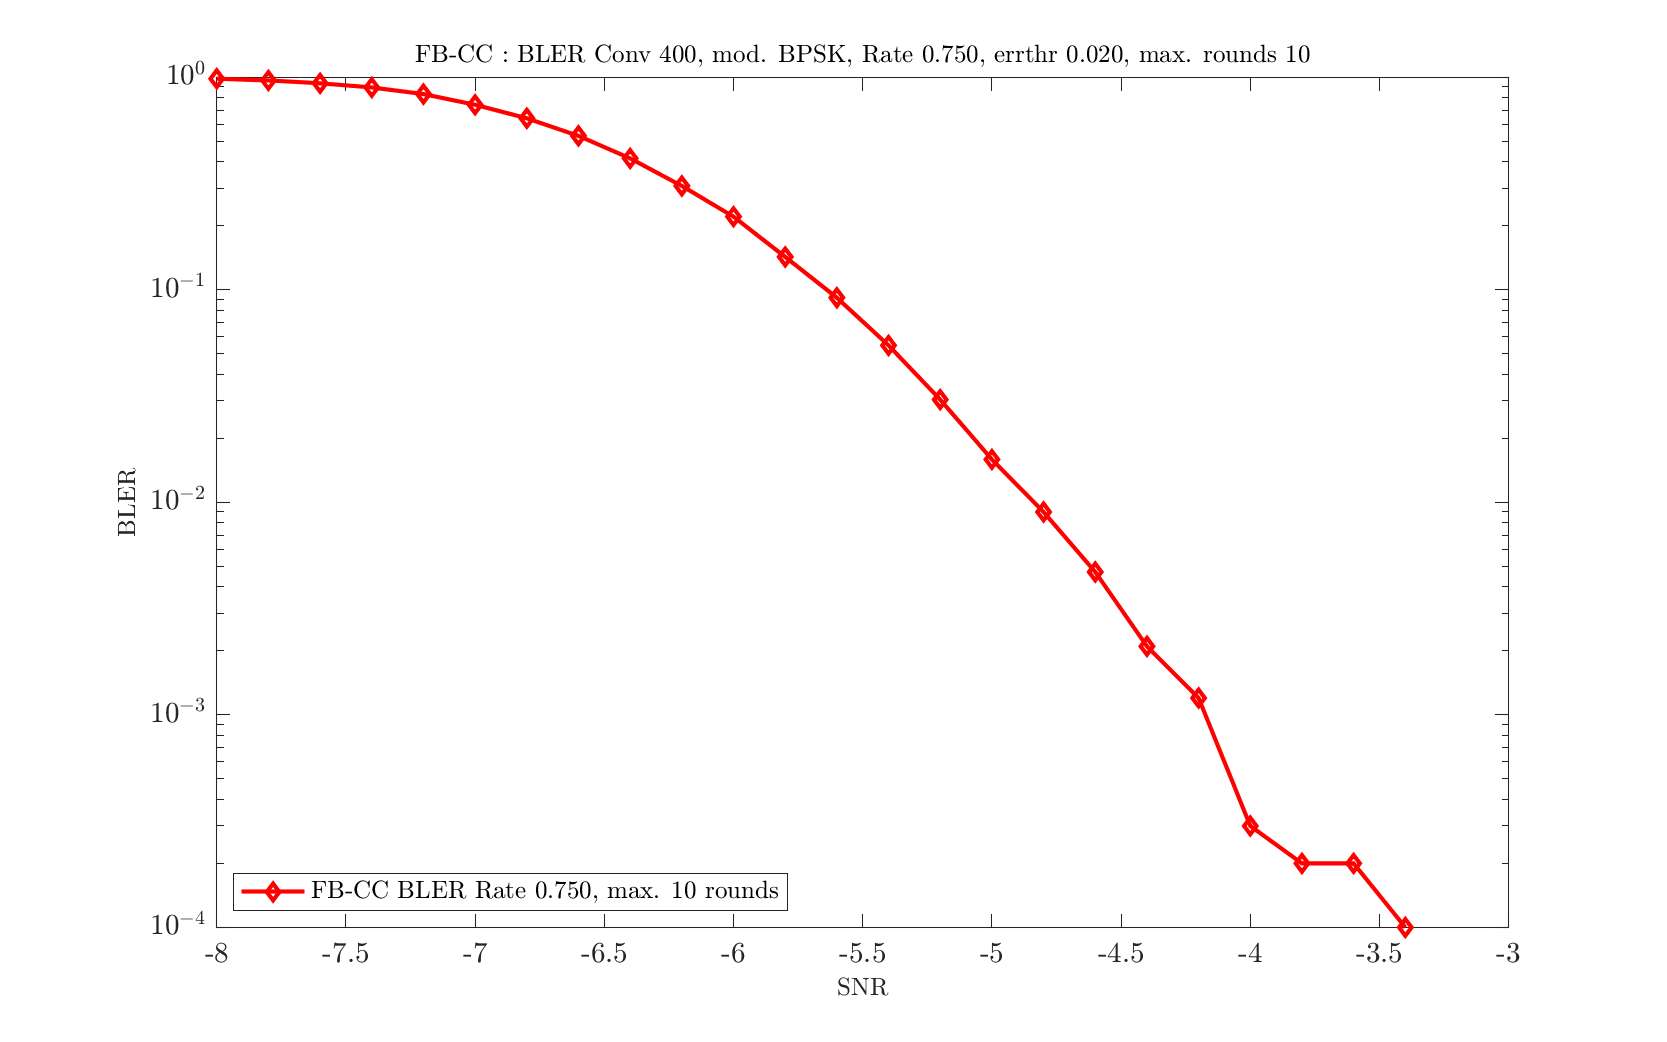 FB-CC : BLER Conv 400, mod. BPSK, Rate 0.750, errthr 0.020, max. rounds 10
10⁰
10⁻¹
10⁻²
10⁻³
10⁻⁴
BLER
FB-CC BLER Rate 0.750, max. 10 rounds
-8 -7.5 -7 -6.5 -6 -5.5 -5 -4.5 -4 -3.5 -3
SNR